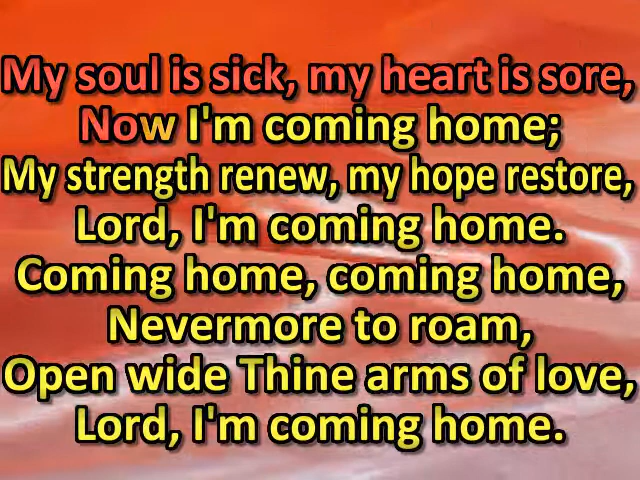 My soul is sick, my heart is sore,
Now I'm coming home;
My strength renew, my hope restore,
Lord, I'm coming home.
Coming home, coming home,
Nevermore to roam,
Open wide Thine arms of love,
Lord, I'm coming home.